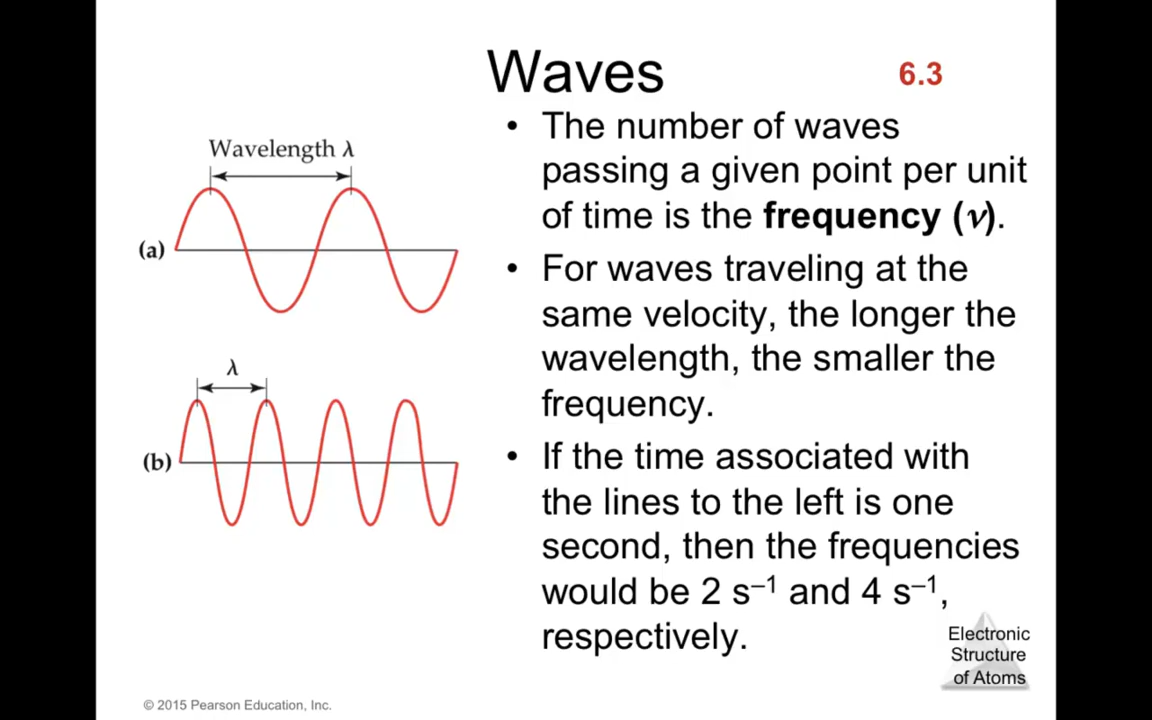 Waves
6.3
Wavelength λ
(a)
λ
(b)
• The number of waves
passing a given point per unit
of time is the frequency (ν).
• For waves traveling at the
same velocity, the longer the
wavelength, the smaller the
frequency.
• If the time associated with
the lines to the left is one
second, then the frequencies
would be 2 s⁻¹ and 4 s⁻¹,
respectively.
Electronic
Structure
of Atoms
© 2015 Pearson Education, Inc.